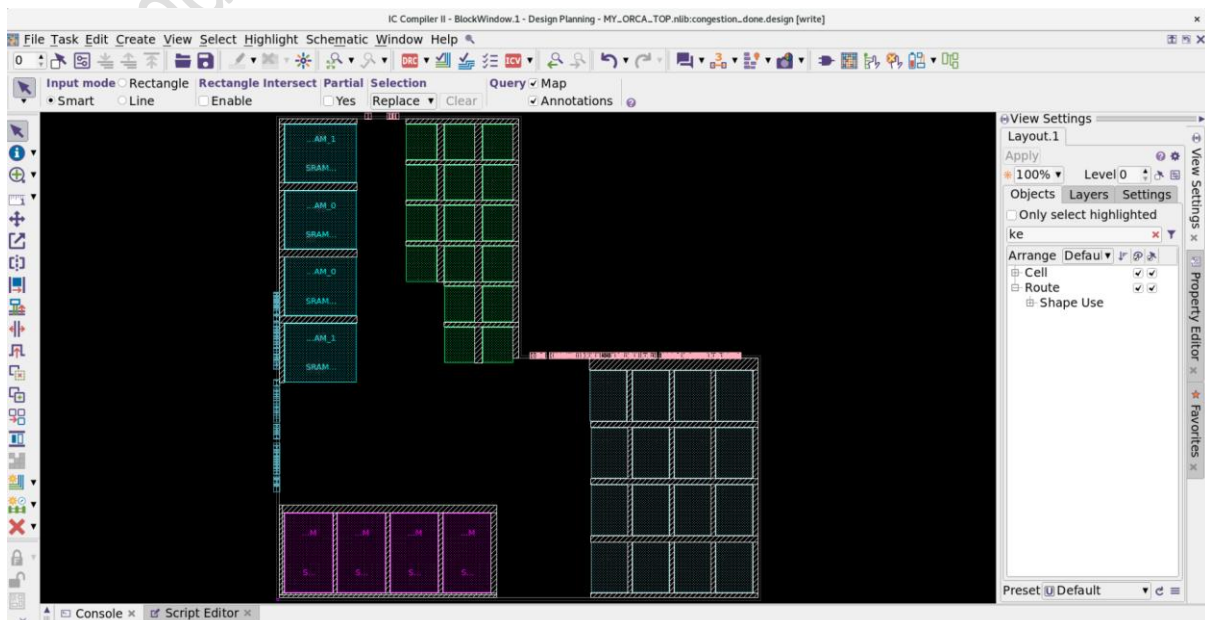 IC Compiler II - BlockWindow.1 - Design Planning - MY_ORCA_TOP.nlib:congestion_done.design [write]
File Task Edit Create View Select Highlight Schematic Window Help
0 DRC ICV
Input mode Rectangle Rectangle Intersect Partial Selection Query Map
Smart Line Enable Yes Replace Clear Annotations
View Settings
Layout.1
Apply
100% Level 0
Objects Layers Settings
Only select highlighted
ke
Arrange Defaul
Cell
Route
Shape Use
Preset Default
View Settings
Property Editor
Favorites
...AM_1
SRAM...
...AM_0
SRAM...
...AM_0
SRAM...
...AM_1
SRAM...
...M ...M ...M ...M
S... S... S... S...
Console Script Editor